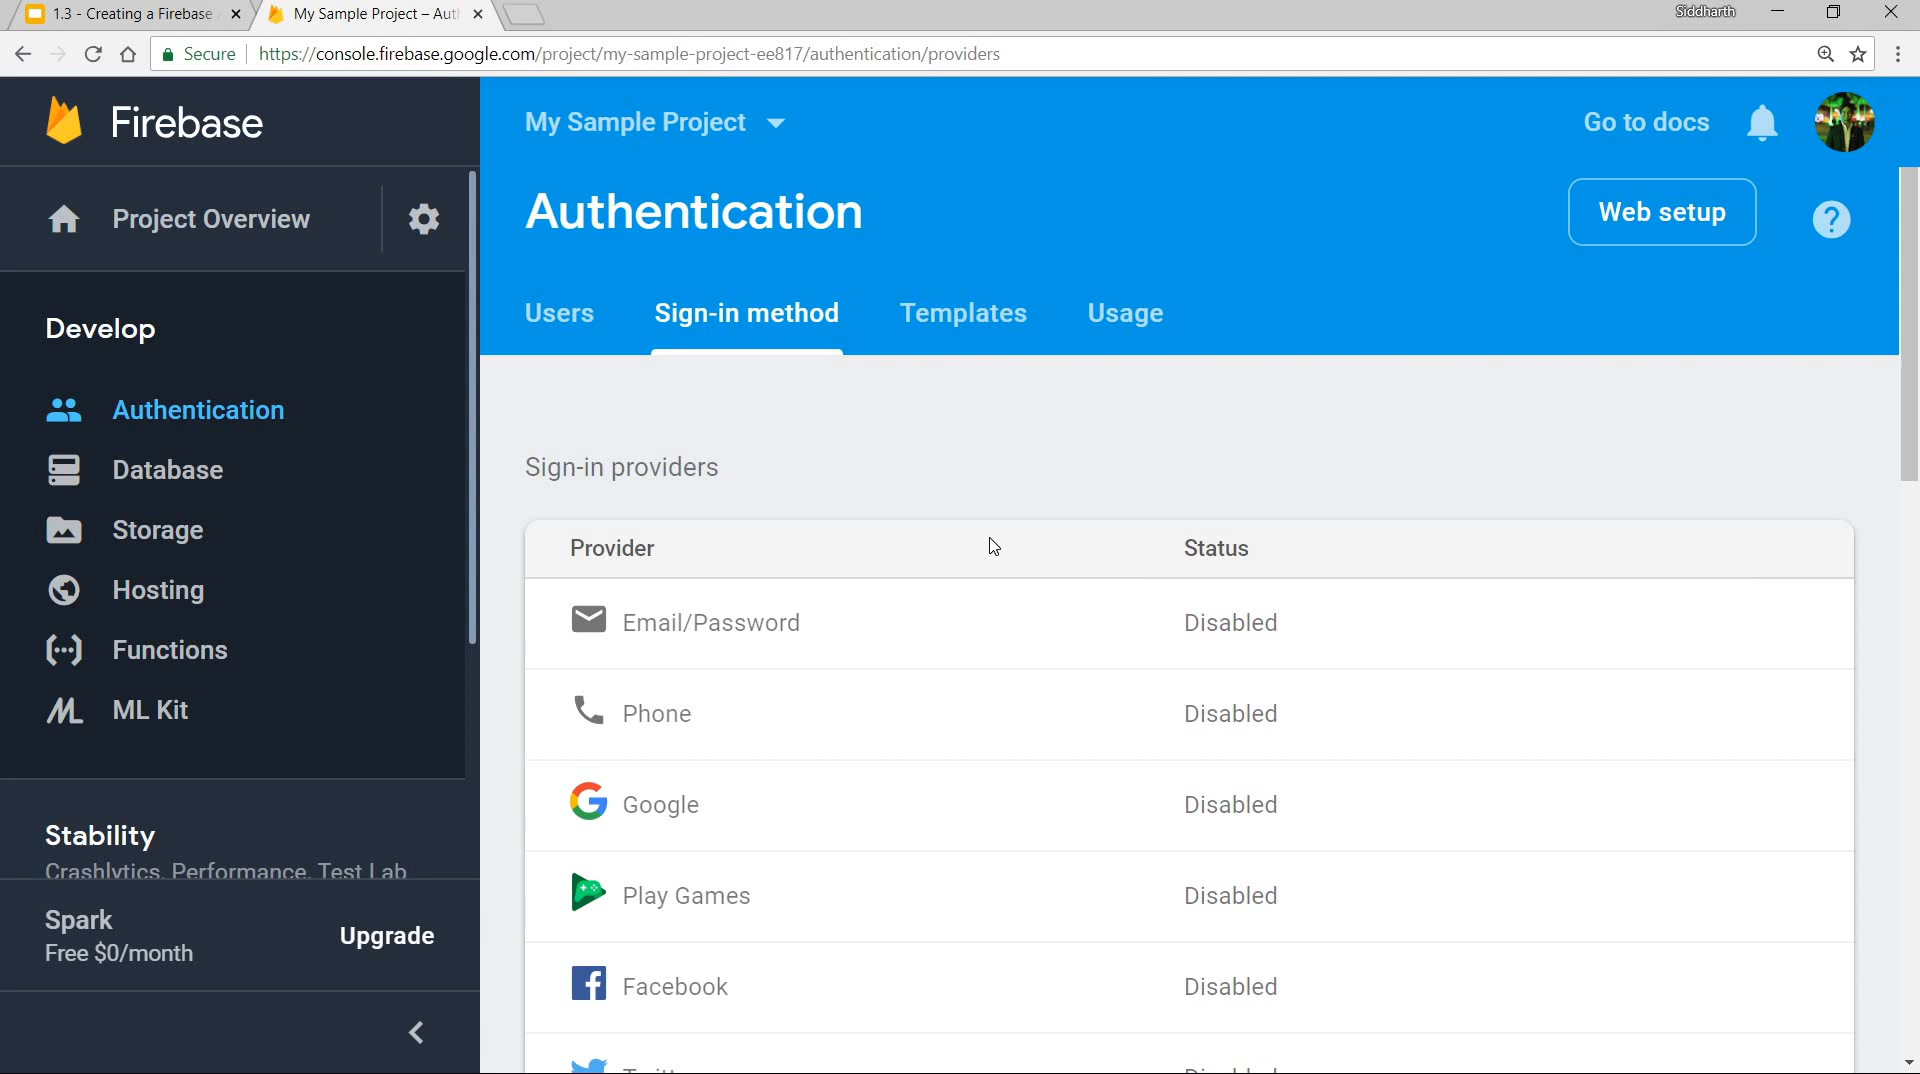 1.3 - Creating a Firebase
My Sample Project – Aut
Siddharth
Secure
https://console.firebase.google.com/project/my-sample-project-ee817/authentication/providers
Firebase
My Sample Project
Go to docs
Project Overview
Authentication
Web setup
?
Users
Sign-in method
Templates
Usage
Develop
Authentication
Database
Storage
Hosting
Functions
ML Kit
Stability
Crashlytics, Performance, Test Lab
Spark
Free $0/month
Upgrade
Sign-in providers
Provider
Status
Email/Password
Disabled
Phone
Disabled
Google
Disabled
Play Games
Disabled
Facebook
Disabled